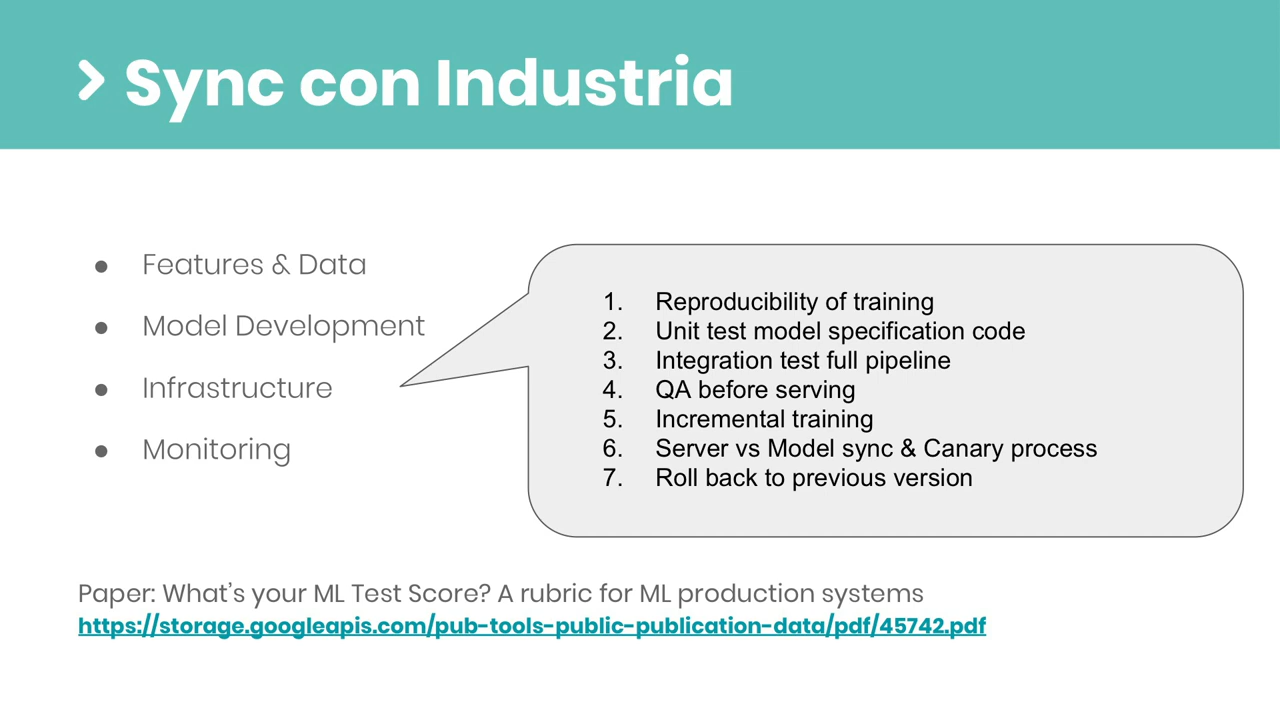 Sync con Industria
● Features & Data
● Model Development
● Infrastructure
● Monitoring
1. Reproducibility of training
2. Unit test model specification code
3. Integration test full pipeline
4. QA before serving
5. Incremental training
6. Server vs Model sync & Canary process
7. Roll back to previous version
Paper: What’s your ML Test Score? A rubric for ML production systems
https://storage.googleapis.com/pub-tools-public-publication-data/pdf/45742.pdf